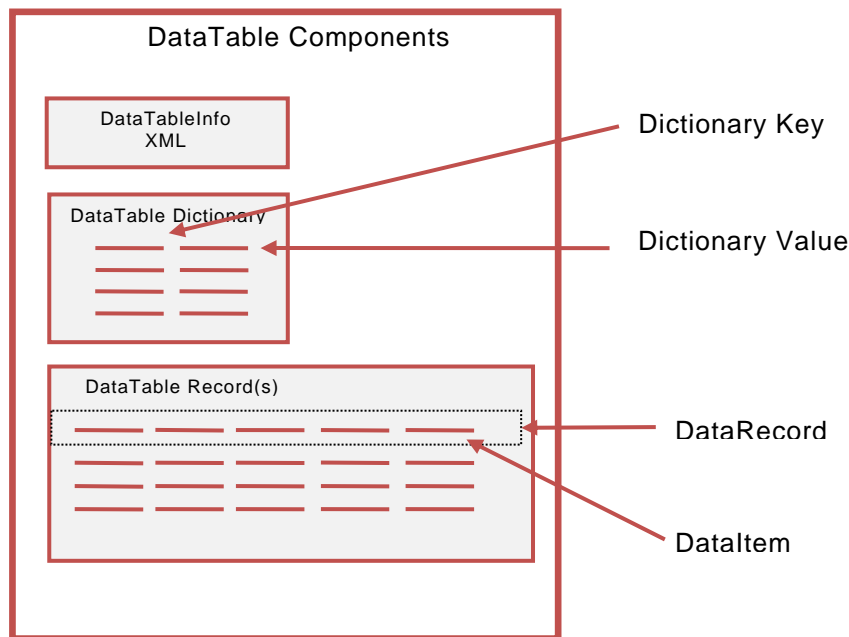 DataTable Components
DataTableInfo
XML
Dictionary Key
DataTable Dictionary
Dictionary Value
DataTable Record(s)
DataRecord
DataItem